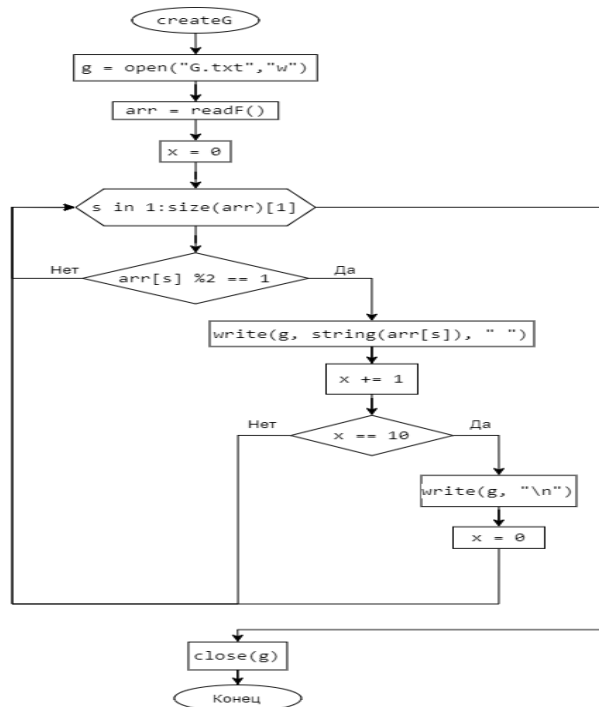 createG
g = open("G.txt","w")
arr = readF()
x = 0
s in 1:size(arr)[1]
Нет
arr[s] %2 == 1
Да
write(g, string(arr[s]), " ")
x += 1
Нет
x == 10
Да
write(g, "\n")
x = 0
close(g)
Конец